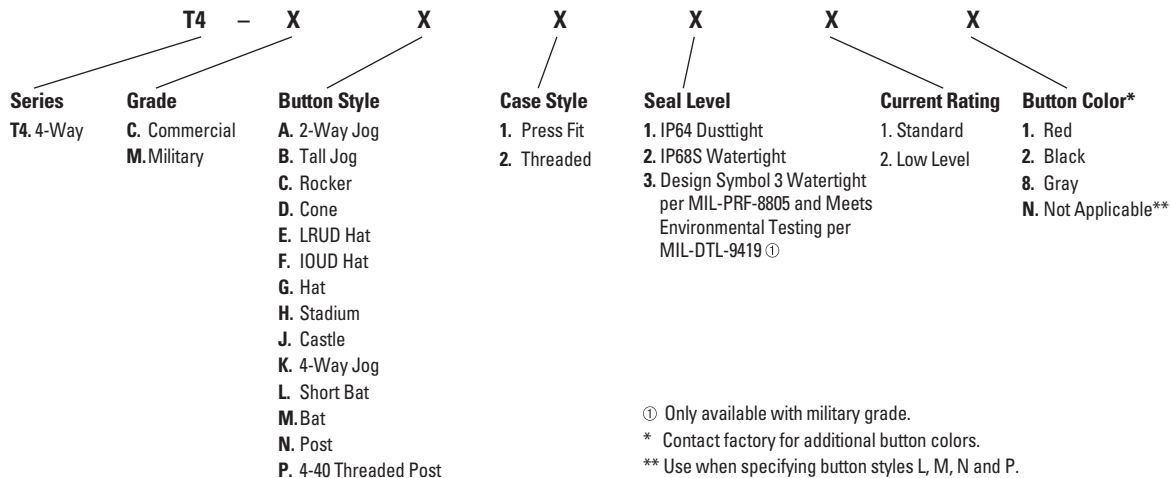 T4 – X X X X X X
Series
T4. 4-Way
Grade
C. Commercial
M. Military
Button Style
A. 2-Way Jog
B. Tall Jog
C. Rocker
D. Cone
E. LRUD Hat
F. IOUD Hat
G. Hat
H. Stadium
J. Castle
K. 4-Way Jog
L. Short Bat
M. Bat
N. Post
P. 4-40 Threaded Post
Case Style
1. Press Fit
2. Threaded
Seal Level
1. IP64 Dusttight
2. IP68S Watertight
3. Design Symbol 3 Watertight
per MIL-PRF-8805 and Meets
Environmental Testing per
MIL-DTL-9419 ①
Current Rating
1. Standard
2. Low Level
Button Color*
1. Red
2. Black
8. Gray
N. Not Applicable**
① Only available with military grade.
* Contact factory for additional button colors.
** Use when specifying button styles L, M, N and P.